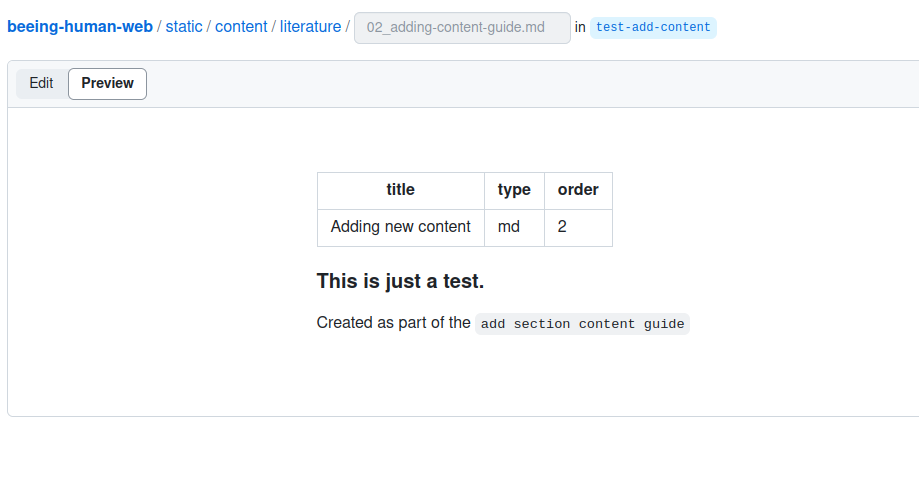 beeing-human-web / static / content / literature / 02_adding-content-guide.md in test-add-content
Edit Preview
title type order
Adding new content md 2
This is just a test.
Created as part of the add section content guide